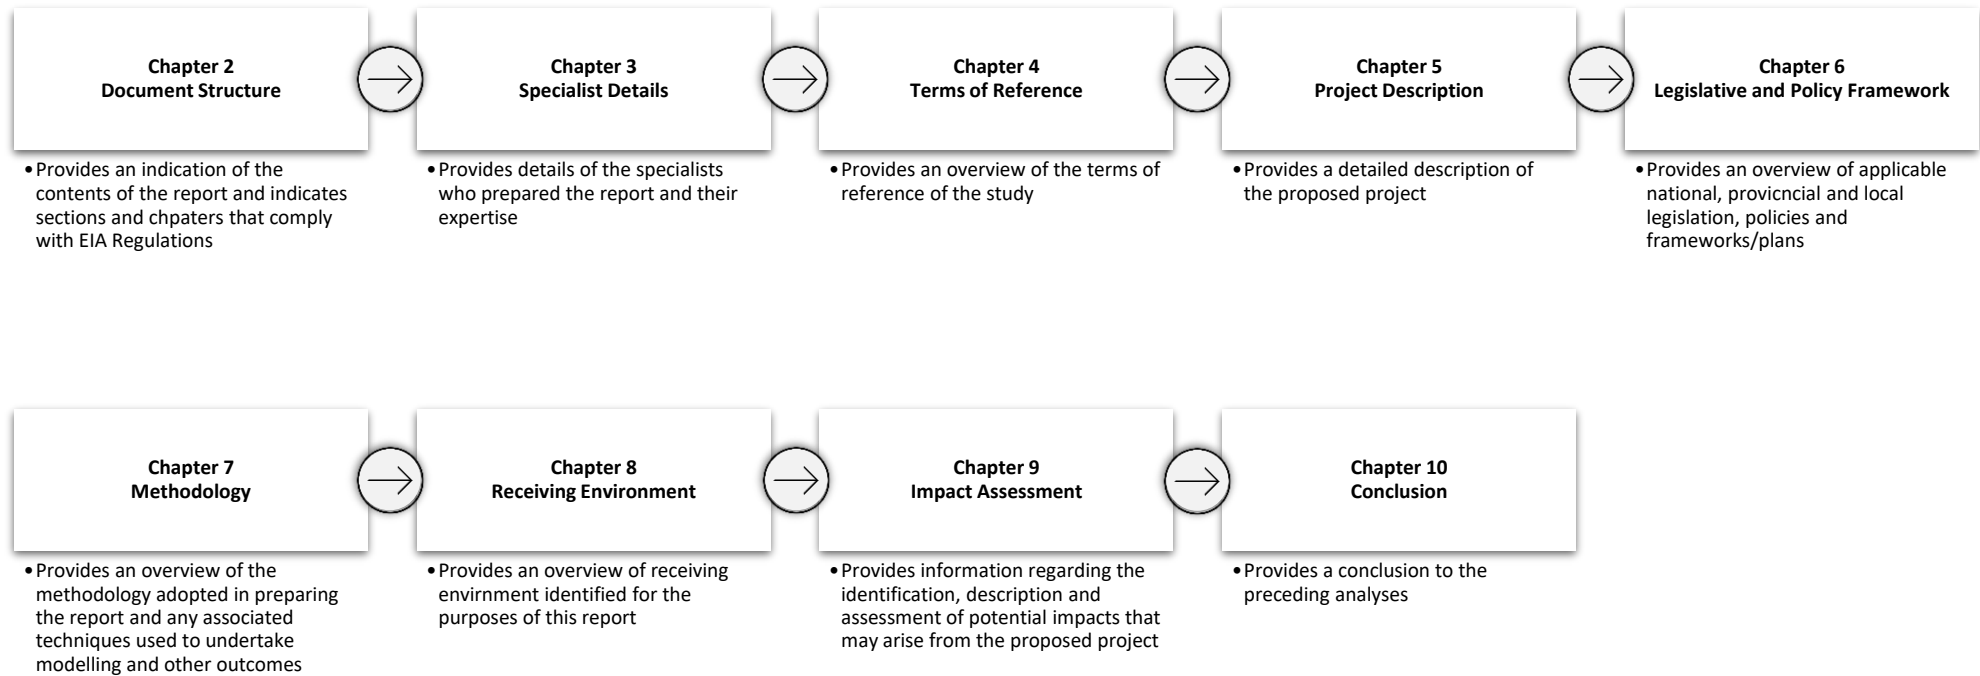 Chapter 2
Document Structure
•Provides an indication of the
contents of the report and indicates
sections and chpaters that comply
with EIA Regulations
Chapter 3
Specialist Details
•Provides details of the specialists
who prepared the report and their
expertise
Chapter 4
Terms of Reference
•Provides an overview of the terms of
reference of the study
Chapter 5
Project Description
•Provides a detailed description of
the proposed project
Chapter 6
Legislative and Policy Framework
•Provides an overview of applicable
national, provicncial and local
legislation, policies and
frameworks/plans
Chapter 7
Methodology
•Provides an overview of the
methodology adopted in preparing
the report and any associated
techniques used to undertake
modelling and other outcomes
Chapter 8
Receiving Environment
•Provides an overview of receiving
envirnment identified for the
purposes of this report
Chapter 9
Impact Assessment
•Provides information regarding the
identification, description and
assessment of potential impacts that
may arise from the proposed project
Chapter 10
Conclusion
•Provides a conclusion to the
preceding analyses